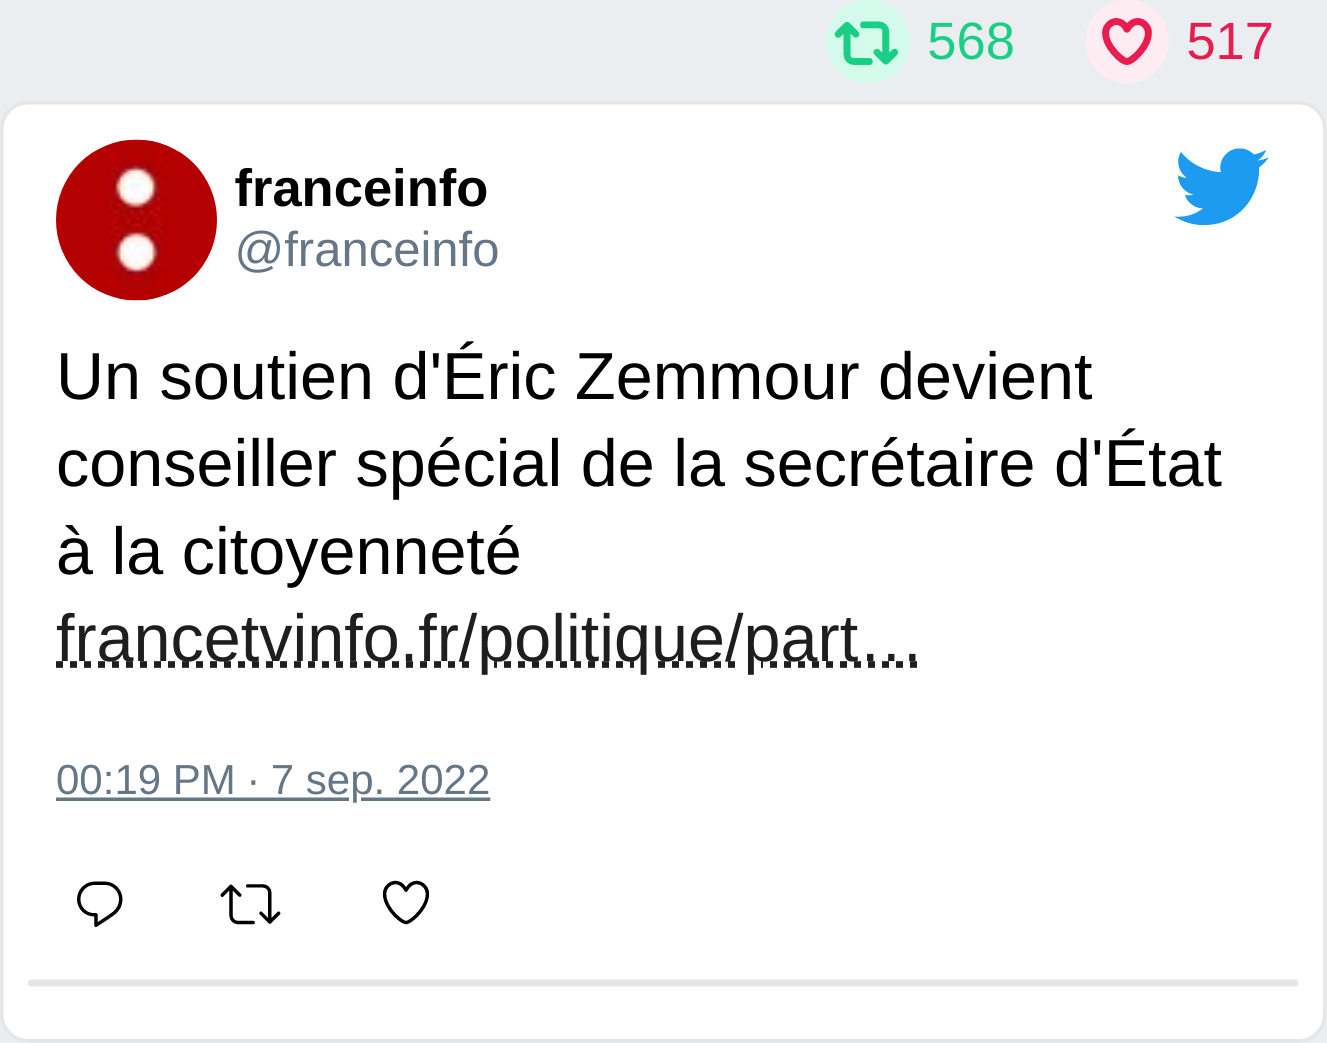 568 517
franceinfo
@franceinfo
Un soutien d'Éric Zemmour devient
conseiller spécial de la secrétaire d'État
à la citoyenneté
francetvinfo.fr/politique/part...
00:19 PM · 7 sep. 2022